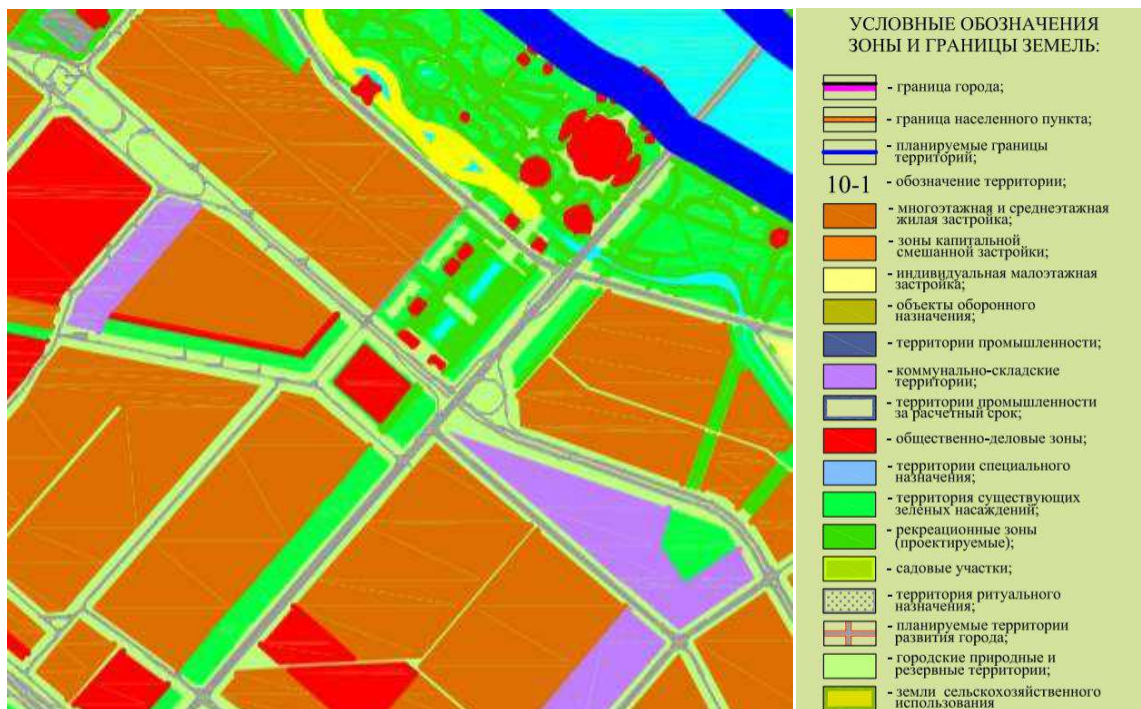 УСЛОВНЫЕ ОБОЗНАЧЕНИЯ
ЗОНЫ И ГРАНИЦЫ ЗЕМЕЛЬ:
- граница города;
- граница населенного пункта;
- планируемые границы
территорий;
10-1 - обозначение территории;
- многоэтажная и среднеэтажная
жилая застройка;
- зоны капитальной
смешанной застройки;
- индивидуальная малоэтажная
застройка;
- объекты оборонного
назначения;
- территории промышленности;
- коммунально-складские
территории;
- территории промышленности
за расчетный срок;
- общественно-деловые зоны;
- территории специального
назначения;
- территория существующих
зеленых насаждений;
- рекреационные зоны
(проектируемые);
- садовые участки;
- территория ритуального
назначения;
- планируемые территории
развития города;
- городские природные и
резервные территории;
- земли сельскохозяйственного
использования